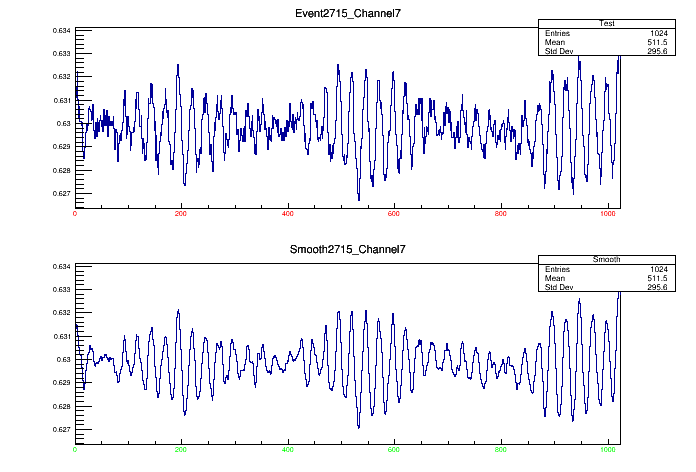 Event2715_Channel7
Test
Entries 1024
Mean 511.5
Std Dev 295.6
0.634
0.633
0.632
0.631
0.63
0.629
0.628
0.627
0 200 400 600 800 1000
Smooth2715_Channel7
Smooth
Entries 1024
Mean 511.5
Std Dev 295.6
0.634
0.633
0.632
0.631
0.63
0.629
0.628
0.627
0 200 400 600 800 1000